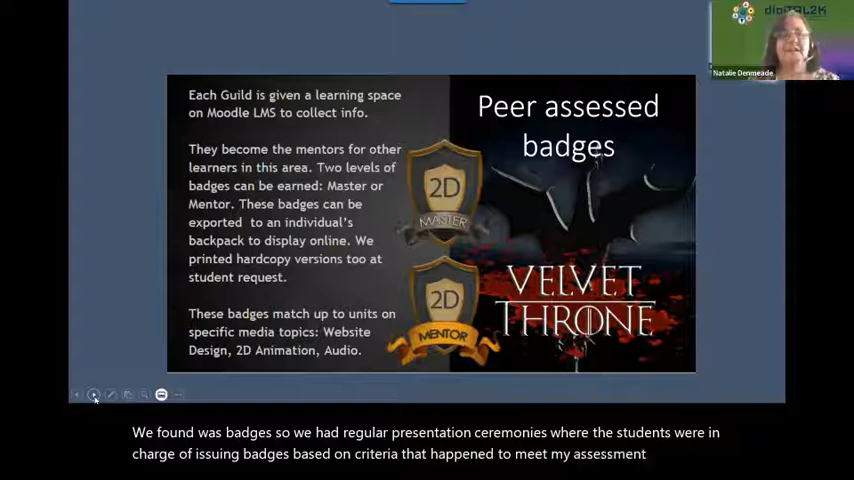 digiTAL2K
Natalie Denmeade
Each Guild is given a learning space
on Moodle LMS to collect info.
They become the mentors for other
learners in this area. Two levels of
badges can be earned: Master or
Mentor. These badges can be
exported to an individual's
backpack to display online. We
printed hardcopy versions too at
student request.
These badges match up to units on
specific media topics: Website
Design, 2D Animation, Audio.
Peer assessed
badges
2D
MASTER
2D
MENTOR
VELVET
THRONE
We found was badges so we had regular presentation ceremonies where the students were in
charge of issuing badges based on criteria that happened to meet my assessment